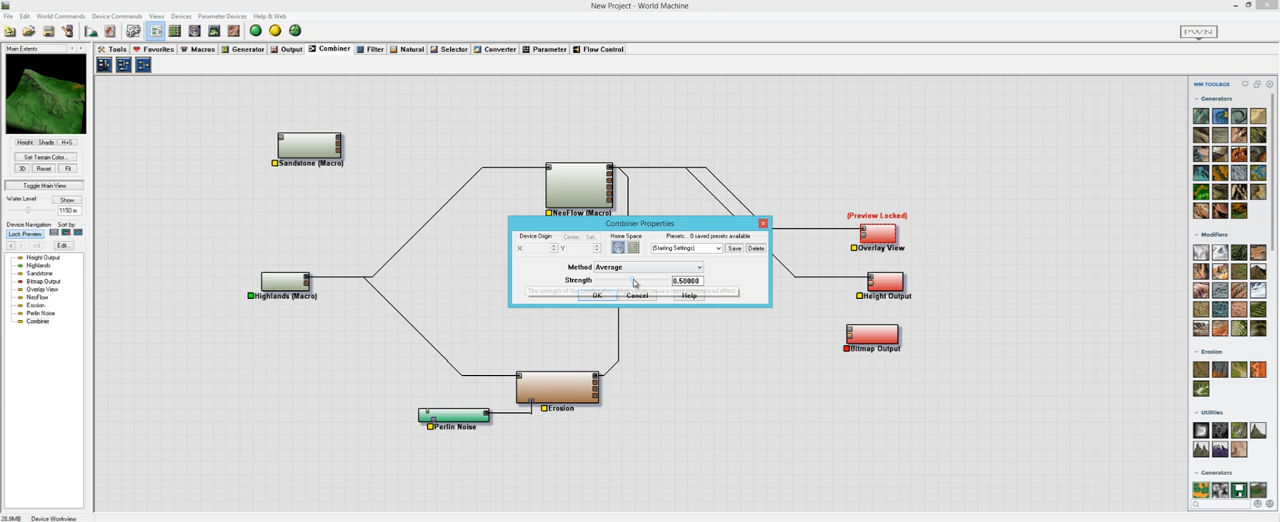 New Project - World Machine
File Edit World Commands Device Commands Views Devices Parameter Devices Help & Web
PWN
Main Extents
Tools Favorites Macros Generator Output Combiner Filter Natural Selector Converter Parameter Flow Control
Height Shade H+S
Set Terrain Color...
3D Reset Fit
Toggle Main View
Water Level Show
1150 m
Device Navigation Sort by:
Lock Preview
Edit...
Height Output
Highlands
Sandstone
Bitmap Output
Overlay View
NeoFlow
Erosion
Perlin Noise
Combiner
28.9MB Device Workview
Sandstone (Macro)
NeoFlow (Macro)
Highlands (Macro)
Erosion
Perlin Noise
(Preview Locked)
Overlay View
Height Output
Bitmap Output
Combiner Properties
Device Origin Center Set.. Home Space Presets... 0 saved presets available
X Y (Starting Settings) Save Delete
Method Average
Strength 0.50000
OK Cancel Help
WM TOOLBOX
Generators
Modifiers
Erosion
Utilities
Generators